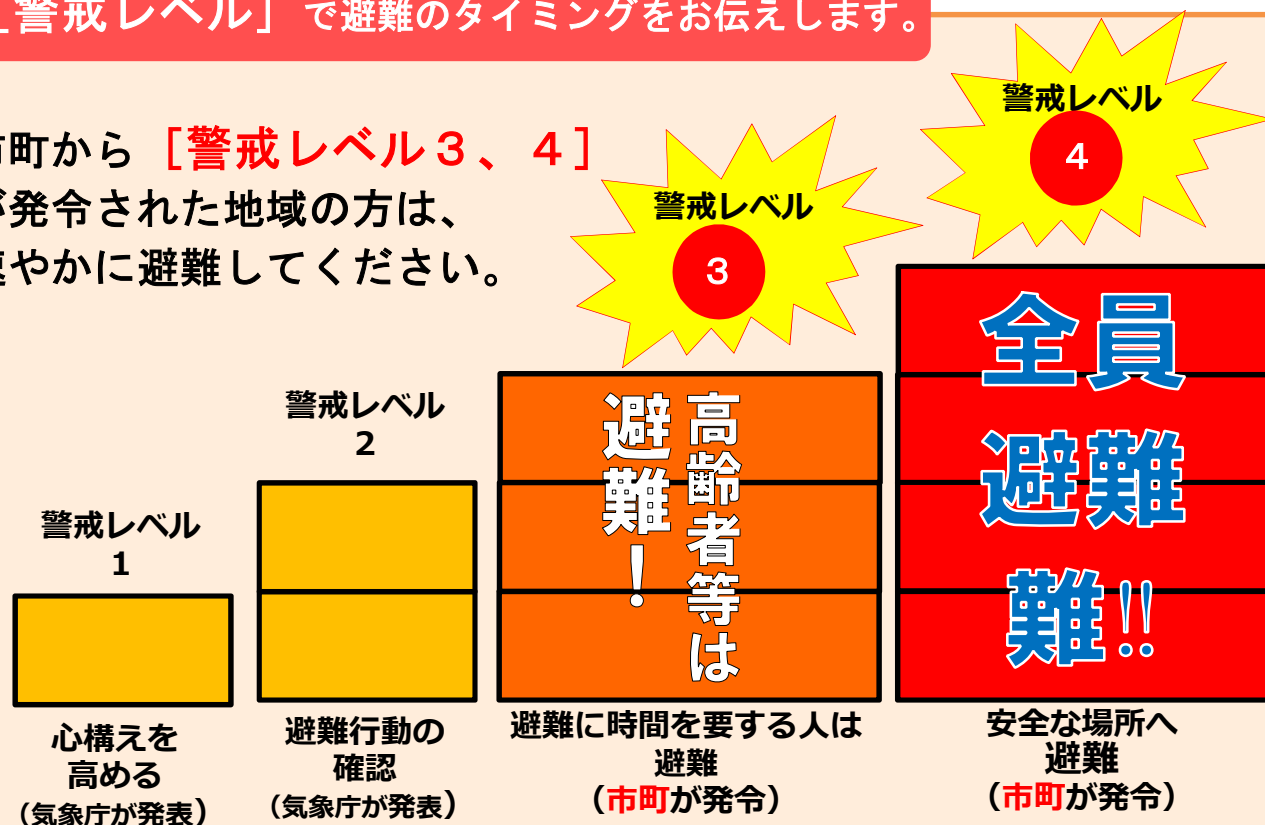 ［警戒レベル］で避難のタイミングをお伝えします。
市町から［警戒レベル３、４］
が発令された地域の方は、
速やかに避難してください。
警戒レベル
1
心構えを
高める
（気象庁が発表）
警戒レベル
2
避難行動の
確認
（気象庁が発表）
警戒レベル
3
高齢者等は
避難！
避難に時間を要する人は
避難
（市町が発令）
警戒レベル
4
全員
避難
難!!
安全な場所へ
避難
（市町が発令）